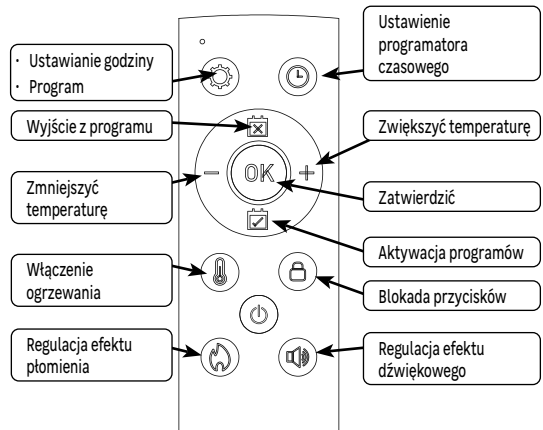 Ustawienie
programatora
czasowego
· Ustawianie godziny
· Program
Wyjście z programu
Zwiększyć temperaturę
OK
Zmniejszyć
temperaturę
Zatwierdzić
Aktywacja programów
Włączenie
ogrzewania
Blokada przycisków
Regulacja efektu
płomienia
Regulacja efektu
dźwiękowego